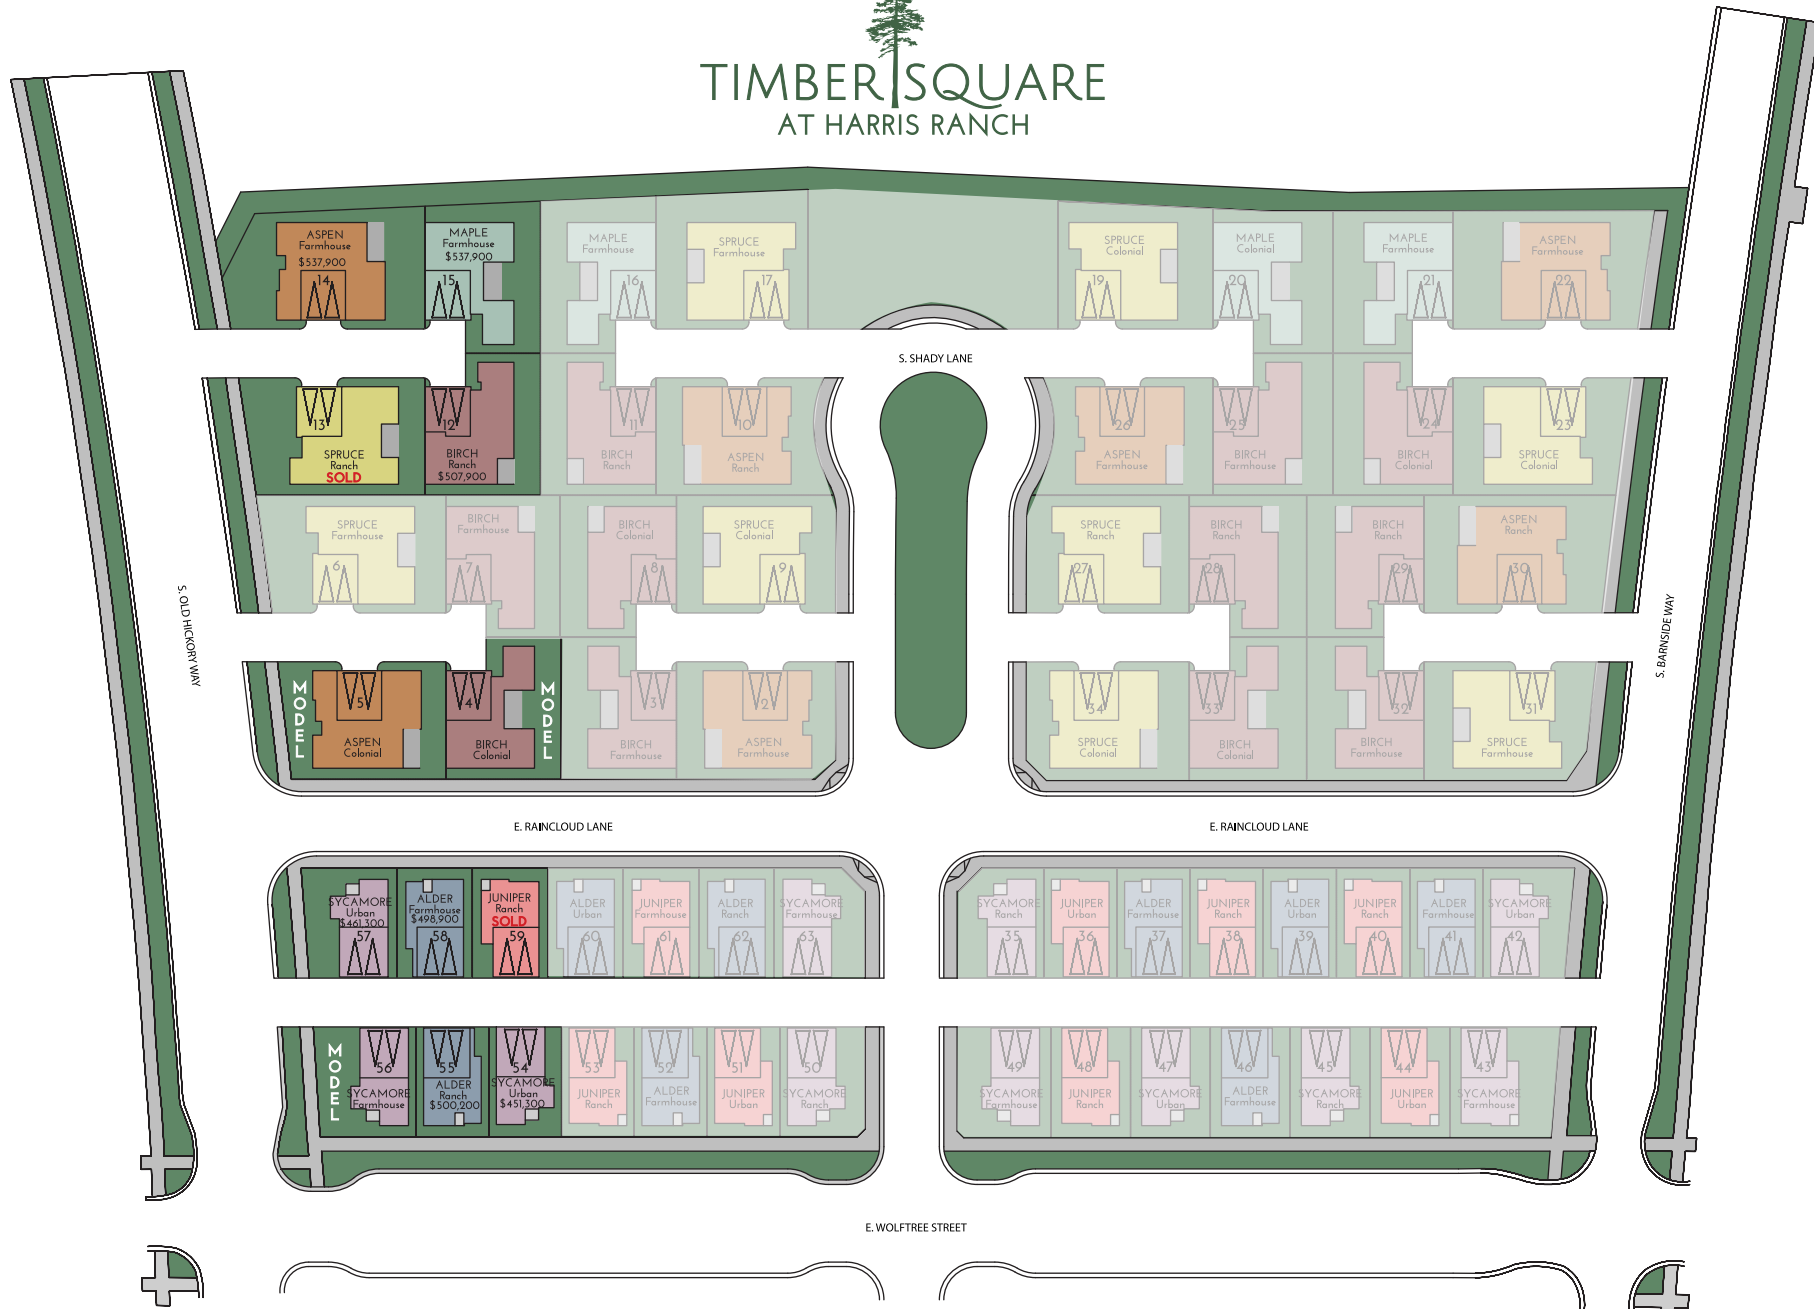 TIMBER SQUARE
AT HARRIS RANCH
ASPEN
Farmhouse
$537,900
14
MAPLE
Farmhouse
$537,900
15
MAPLE
Farmhouse
16
SPRUCE
Farmhouse
17
SPRUCE
Colonial
19
MAPLE
Colonial
20
MAPLE
Farmhouse
21
ASPEN
Farmhouse
22
S. SHADY LANE
13
SPRUCE
Ranch
SOLD
12
BIRCH
Ranch
$507,900
11
BIRCH
Ranch
10
ASPEN
Ranch
26
ASPEN
Farmhouse
25
BIRCH
Farmhouse
24
BIRCH
Colonial
23
SPRUCE
Colonial
SPRUCE
Farmhouse
6
BIRCH
Farmhouse
7
BIRCH
Colonial
8
SPRUCE
Colonial
9
SPRUCE
Ranch
27
BIRCH
Ranch
28
BIRCH
Ranch
29
ASPEN
Ranch
30
S. OLD HICKORY WAY
S. BARNSIDE WAY
MODEL
5
ASPEN
Colonial
4
BIRCH
Colonial
MODEL
3
BIRCH
Farmhouse
2
ASPEN
Farmhouse
34
SPRUCE
Colonial
33
BIRCH
Colonial
32
BIRCH
Farmhouse
31
SPRUCE
Farmhouse
E. RAINCLOUD LANE
E. RAINCLOUD LANE
SYCAMORE
Urban
$461,300
57
ALDER
Farmhouse
$498,900
58
JUNIPER
Ranch
SOLD
59
ALDER
Urban
60
JUNIPER
Farmhouse
61
ALDER
Ranch
62
SYCAMORE
Farmhouse
63
SYCAMORE
Ranch
35
JUNIPER
Urban
36
ALDER
Farmhouse
37
JUNIPER
Ranch
38
ALDER
Urban
39
JUNIPER
Ranch
40
ALDER
Farmhouse
41
SYCAMORE
Urban
42
MODEL
56
SYCAMORE
Farmhouse
55
ALDER
Ranch
$500,200
54
SYCAMORE
Urban
$451,300
53
JUNIPER
Ranch
52
ALDER
Farmhouse
51
JUNIPER
Urban
50
SYCAMORE
Ranch
49
SYCAMORE
Farmhouse
48
JUNIPER
Ranch
47
SYCAMORE
Urban
46
ALDER
Farmhouse
45
SYCAMORE
Ranch
44
JUNIPER
Urban
43
SYCAMORE
Farmhouse
E. WOLFTREE STREET